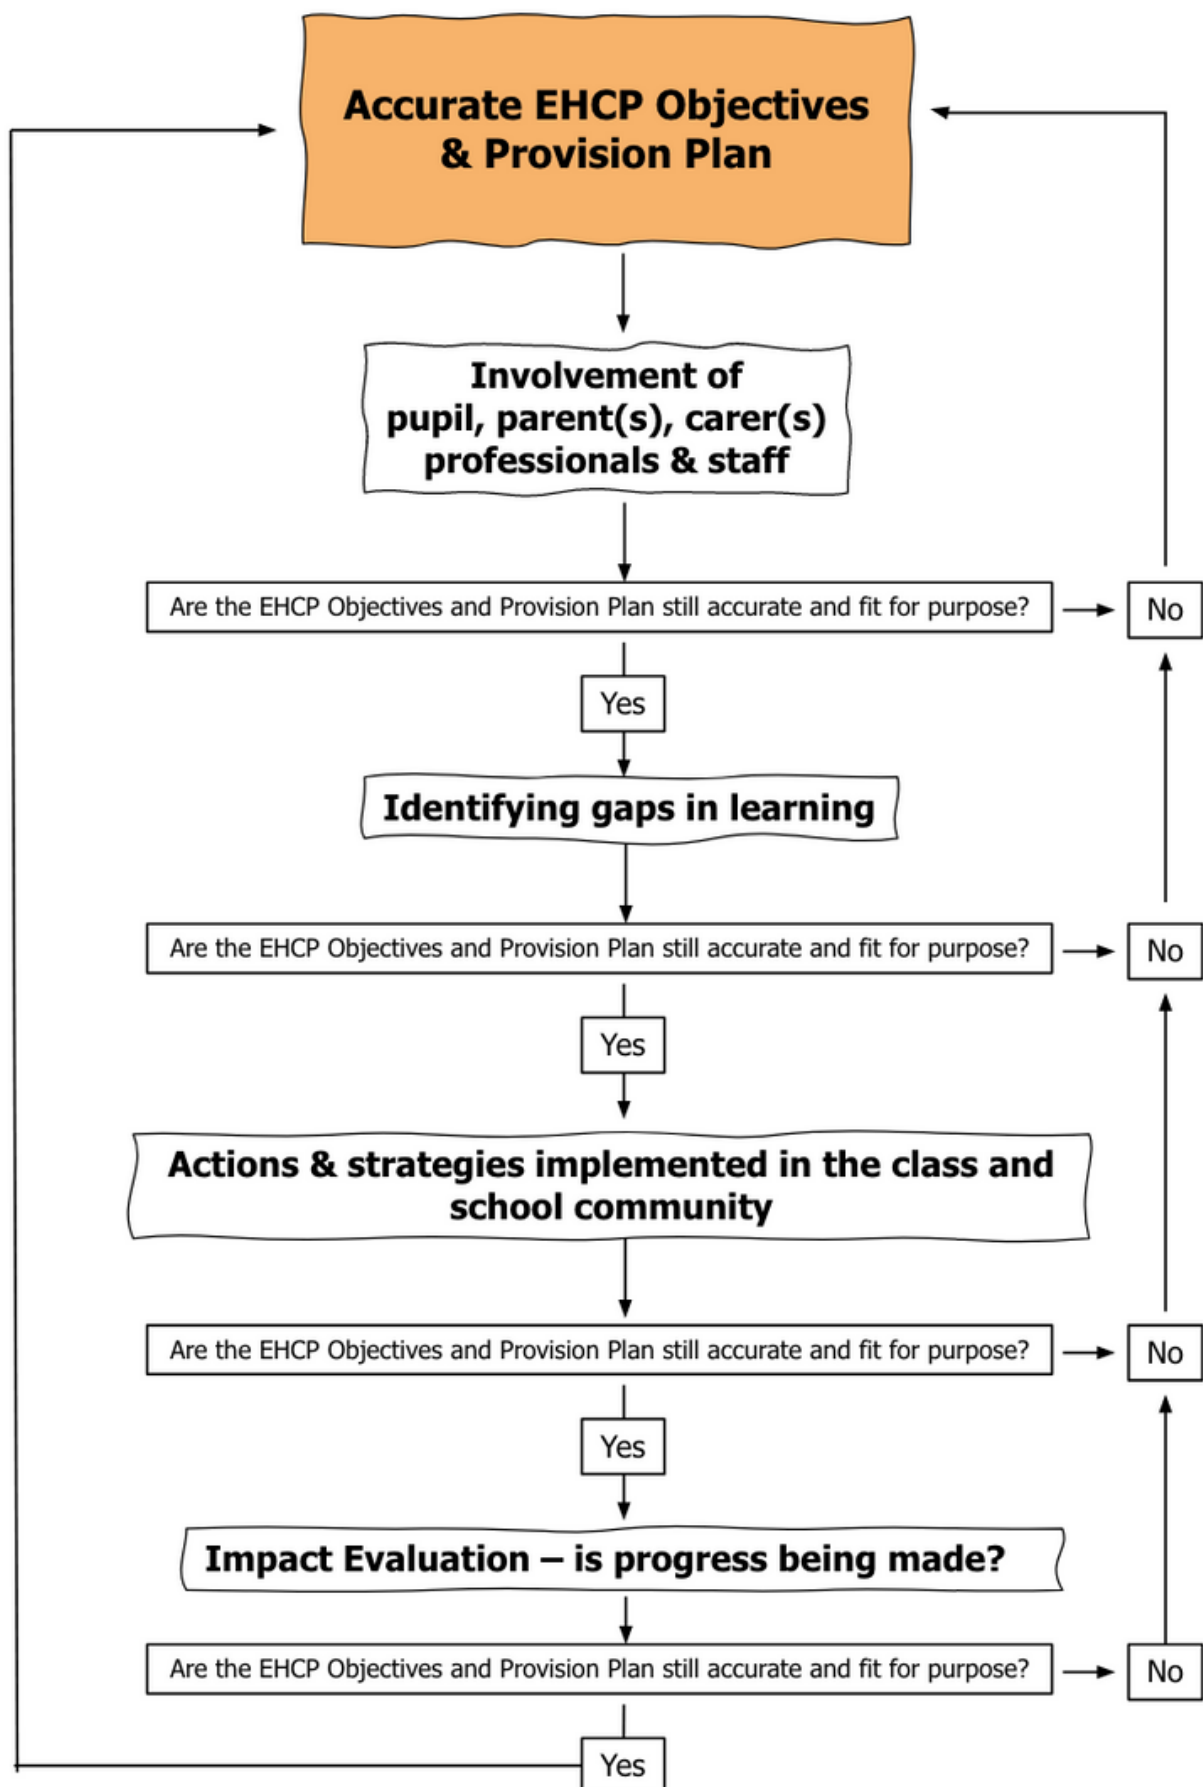 Accurate EHCP Objectives
& Provision Plan
Involvement of
pupil, parent(s), carer(s)
professionals & staff
Are the EHCP Objectives and Provision Plan still accurate and fit for purpose?
No
Yes
Identifying gaps in learning
Are the EHCP Objectives and Provision Plan still accurate and fit for purpose?
No
Yes
Actions & strategies implemented in the class and
school community
Are the EHCP Objectives and Provision Plan still accurate and fit for purpose?
No
Yes
Impact Evaluation – is progress being made?
Are the EHCP Objectives and Provision Plan still accurate and fit for purpose?
No
Yes